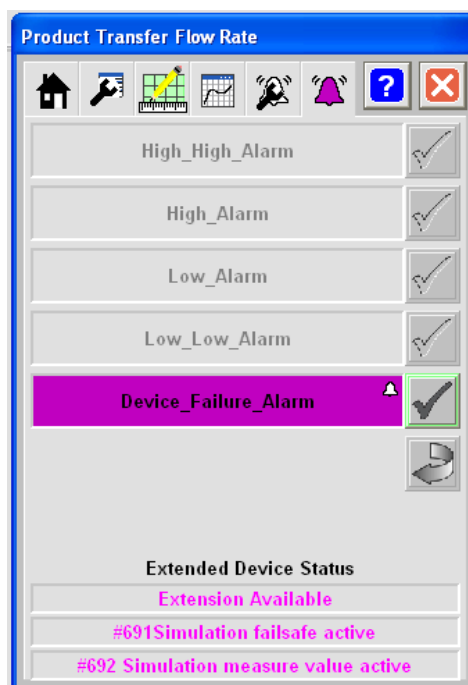 Product Transfer Flow Rate
?
High_High_Alarm
High_Alarm
Low_Alarm
Low_Low_Alarm
Device_Failure_Alarm
Extended Device Status
Extension Available
#691Simulation failsafe active
#692 Simulation measure value active